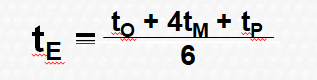 tE = tO + 4tM + tP
6